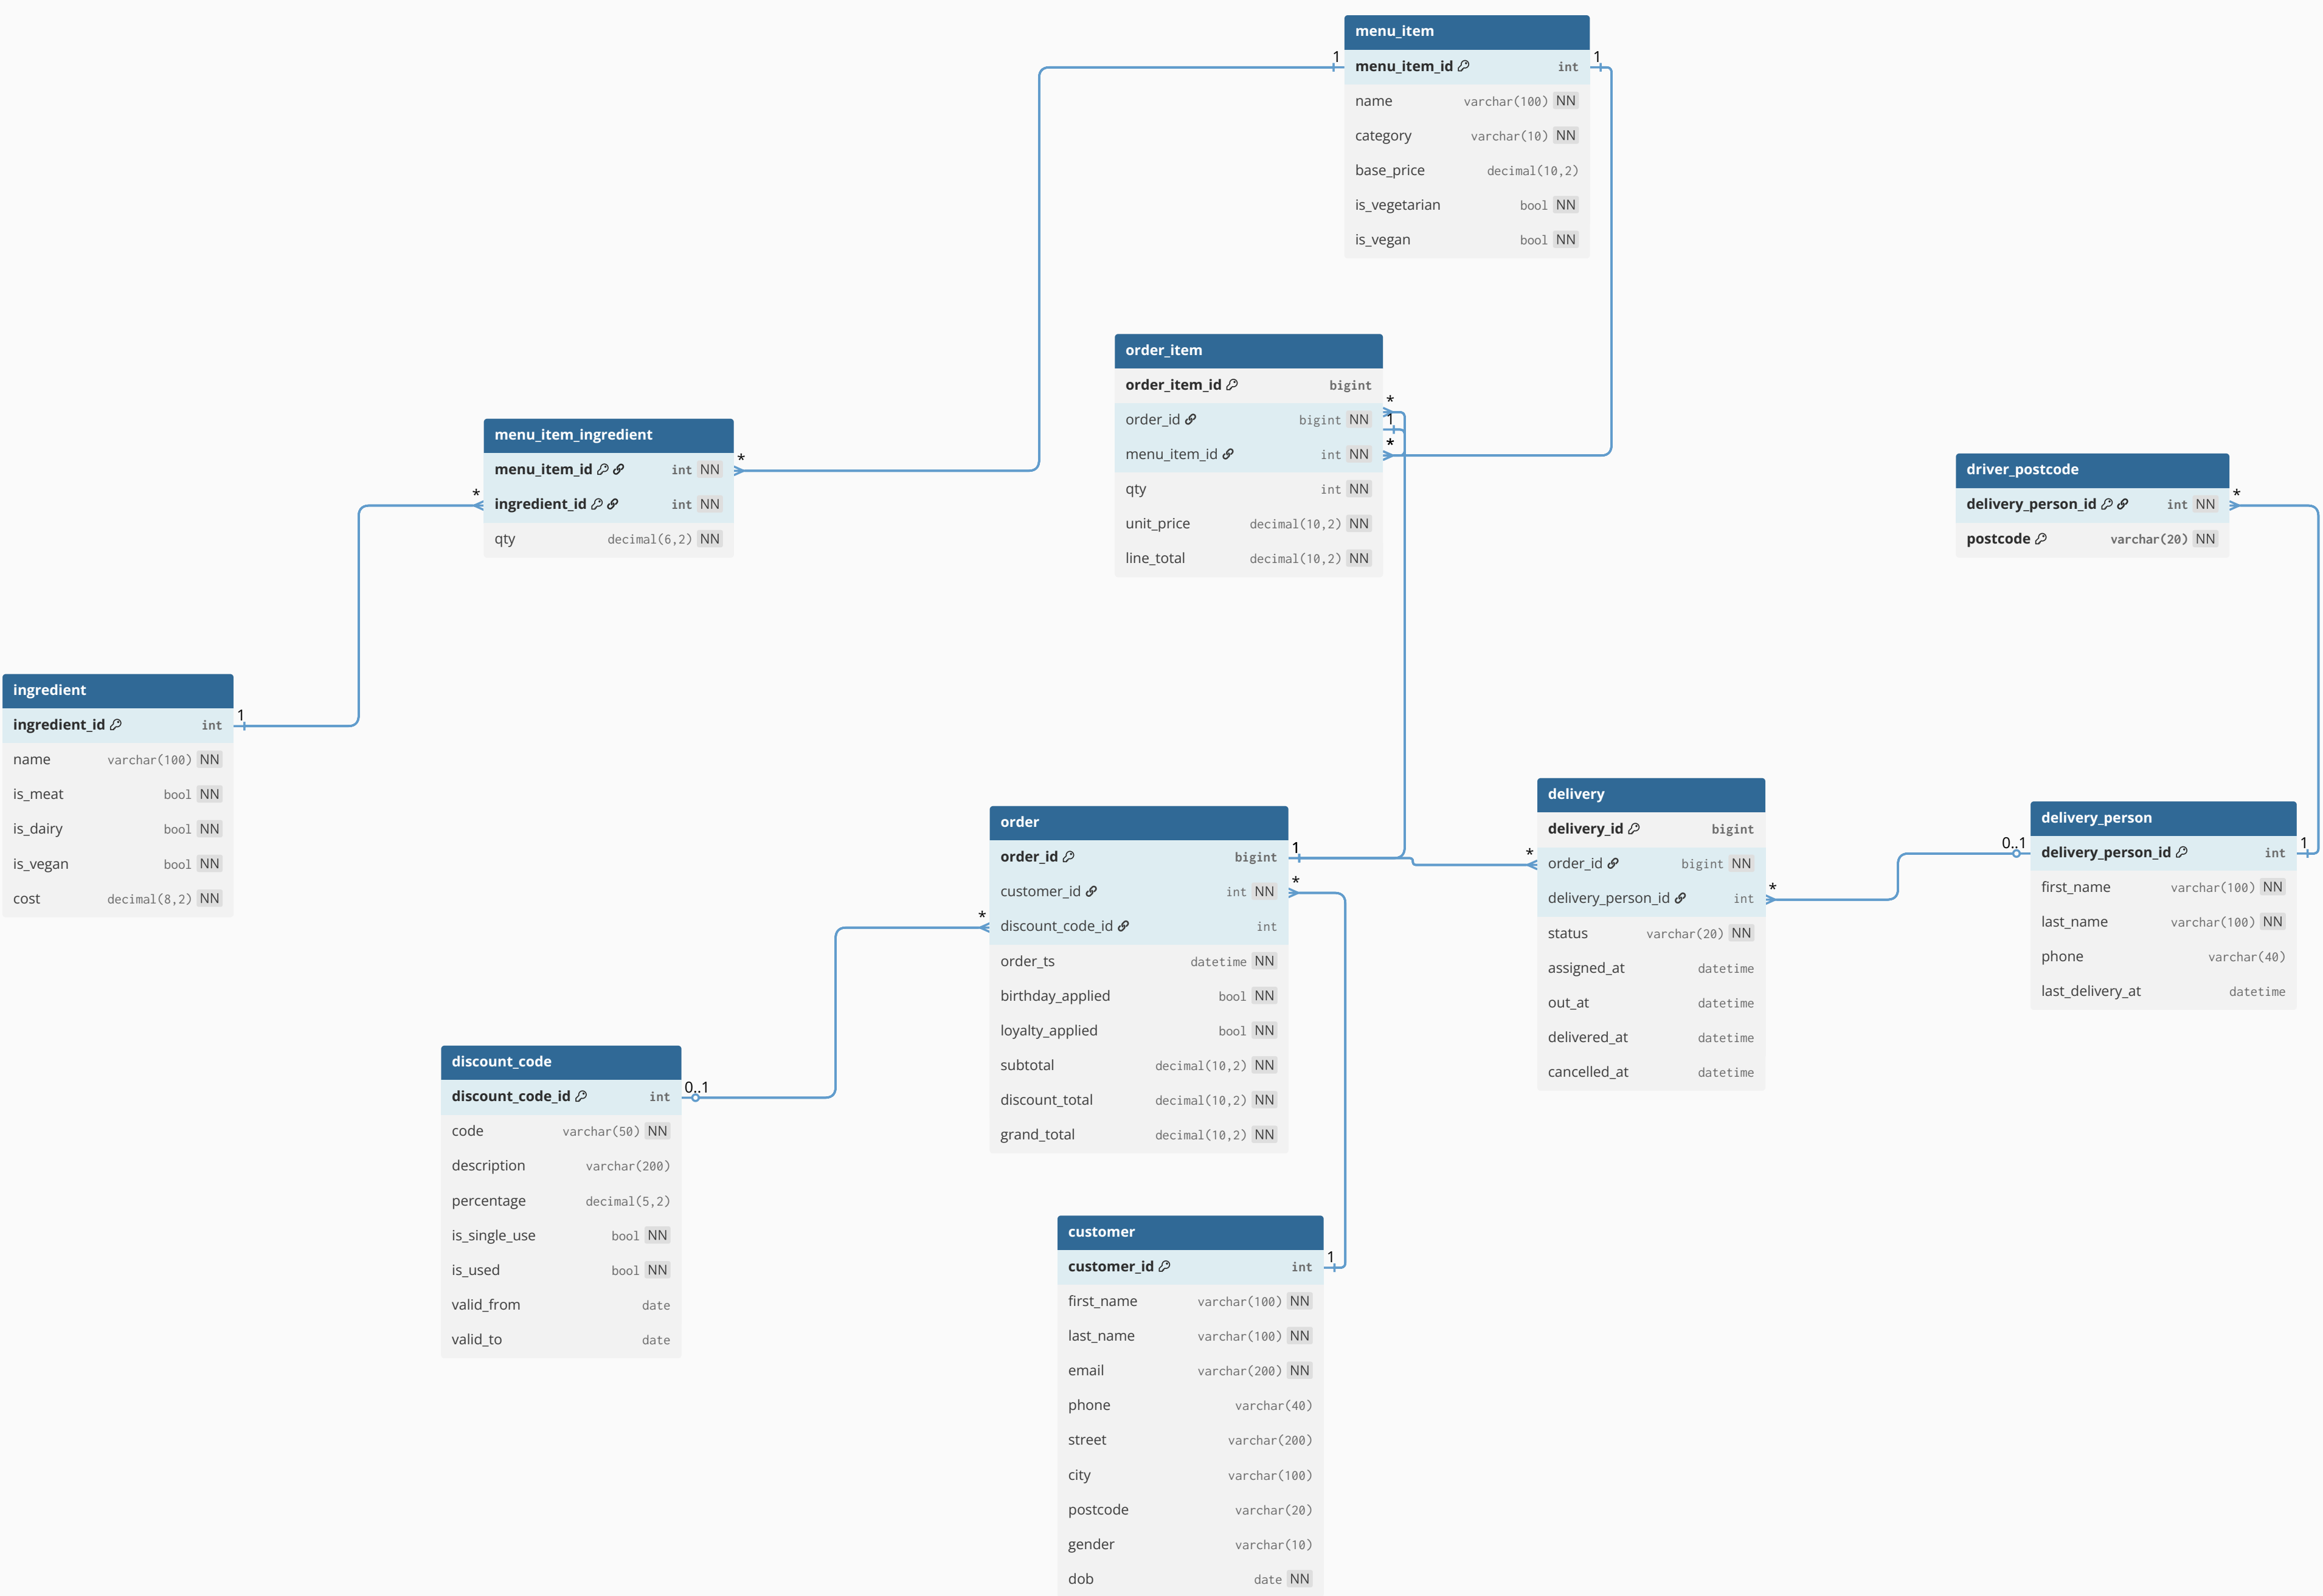 menu_item
1 menu_item_id int 1
name varchar(100) NN
category varchar(10) NN
base_price decimal(10,2)
is_vegetarian bool NN
is_vegan bool NN
order_item
order_item_id bigint
order_id bigint NN *
1
menu_item_id int NN *
qty int NN
unit_price decimal(10,2) NN
line_total decimal(10,2) NN
menu_item_ingredient
menu_item_id int NN *
* ingredient_id int NN
qty decimal(6,2) NN
driver_postcode
delivery_person_id int NN *
postcode varchar(20) NN
ingredient
ingredient_id int 1
name varchar(100) NN
is_meat bool NN
is_dairy bool NN
is_vegan bool NN
cost decimal(8,2) NN
order
order_id bigint 1
customer_id int NN *
* discount_code_id int
order_ts datetime NN
birthday_applied bool NN
loyalty_applied bool NN
subtotal decimal(10,2) NN
discount_total decimal(10,2) NN
grand_total decimal(10,2) NN
delivery
delivery_id bigint
* order_id bigint NN
delivery_person_id int *
status varchar(20) NN
assigned_at datetime
out_at datetime
delivered_at datetime
cancelled_at datetime
delivery_person
0..1 delivery_person_id int 1
first_name varchar(100) NN
last_name varchar(100) NN
phone varchar(40)
last_delivery_at datetime
discount_code
discount_code_id int 0..1
code varchar(50) NN
description varchar(200)
percentage decimal(5,2)
is_single_use bool NN
is_used bool NN
valid_from date
valid_to date
customer
customer_id int 1
first_name varchar(100) NN
last_name varchar(100) NN
email varchar(200) NN
phone varchar(40)
street varchar(200)
city varchar(100)
postcode varchar(20)
gender varchar(10)
dob date NN